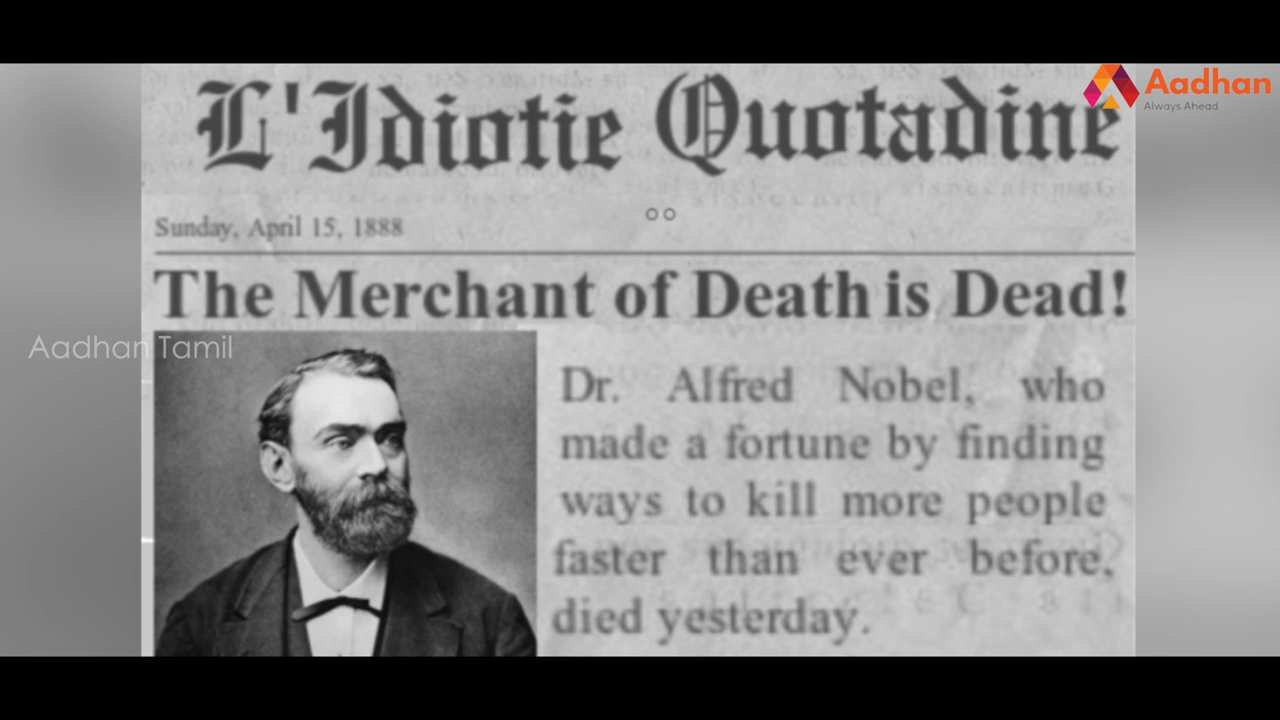 L'Idiotie Quotadine
Aadhan
Always Ahead
Sunday, April 15, 1888
The Merchant of Death is Dead!
Aadhan Tamil
Dr. Alfred Nobel, who
made a fortune by finding
ways to kill more people
faster than ever before,
died yesterday.